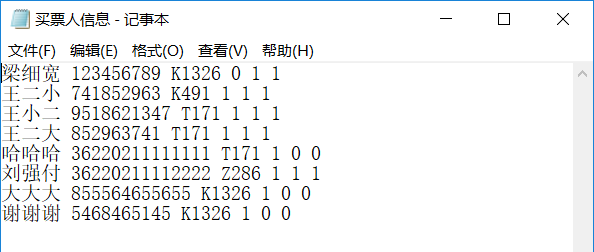 买票人信息 - 记事本
文件(F) 编辑(E) 格式(O) 查看(V) 帮助(H)
梁细宽 123456789 K1326 0 1 1
王二小 741852963 K491 1 1 1
王小二 9518621347 T171 1 1 1
王二大 852963741 T171 1 1 1
哈哈哈 36220211111111 T171 1 0 0
刘强付 36220211112222 Z286 1 1 1
大大大 855564655655 K1326 1 0 0
谢谢谢 5468465145 K1326 1 0 0